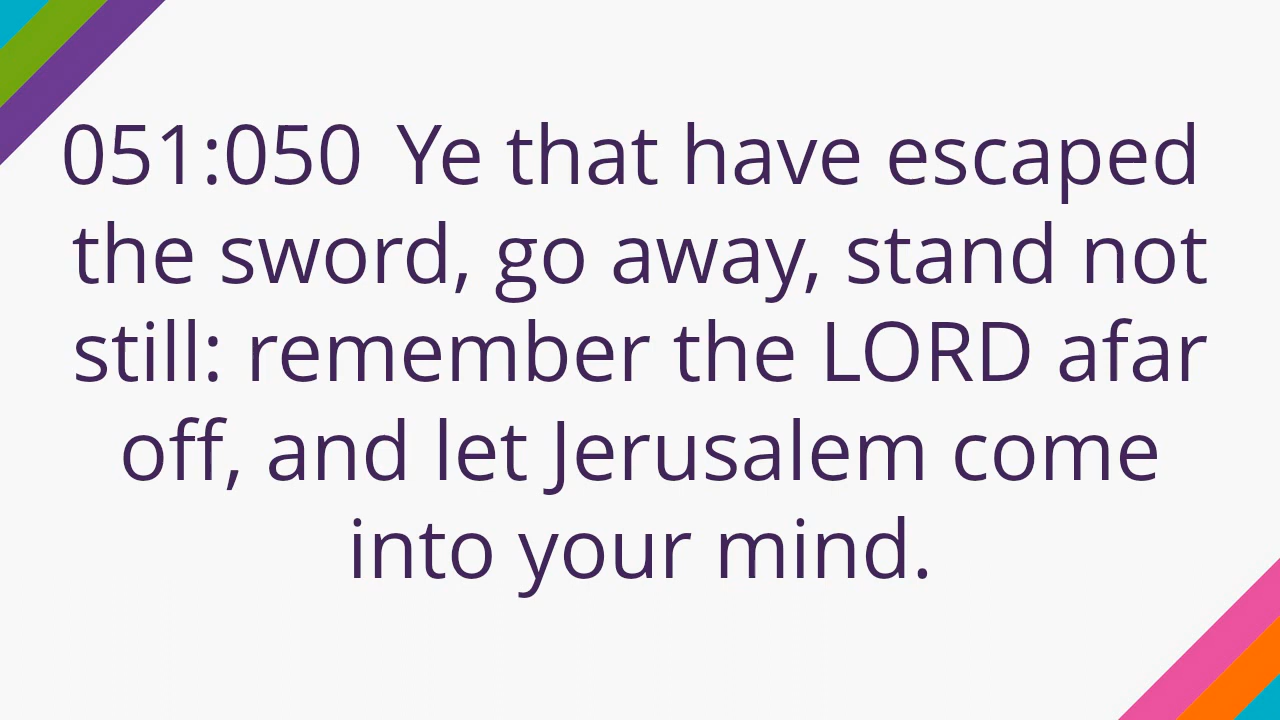 051:050 Ye that have escaped
the sword, go away, stand not
still: remember the LORD afar
off, and let Jerusalem come
into your mind.